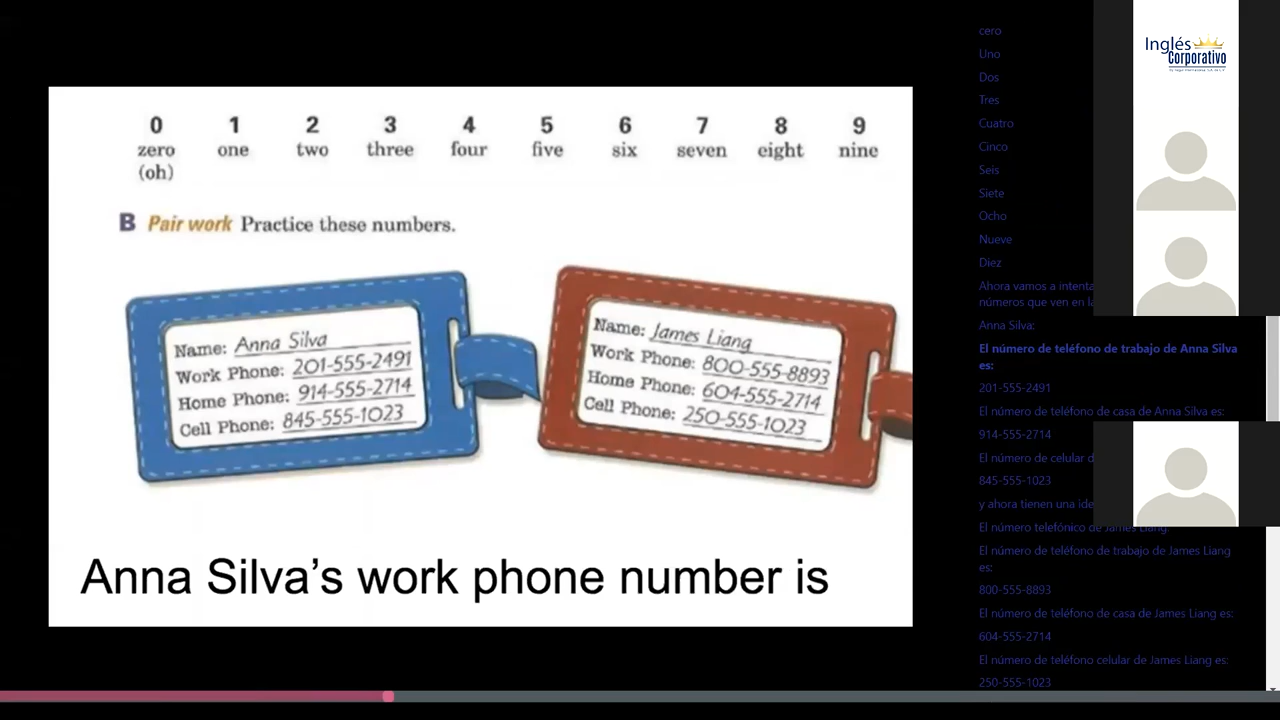 0 1 2 3 4 5 6 7 8 9
zero one two three four five six seven eight nine
(oh)
B Pair work Practice these numbers.
Name: Anna Silva
Work Phone: 201-555-2491
Home Phone: 914-555-2714
Cell Phone: 845-555-1023
Name: James Liang
Work Phone: 800-555-8893
Home Phone: 604-555-2714
Cell Phone: 250-555-1023
Anna Silva's work phone number is
cero
Uno
Dos
Tres
Cuatro
Cinco
Seis
Siete
Ocho
Nueve
Diez
Ahora vamos a
números que ven en
Anna Silva:
El número de teléfono de trabajo de Anna Silva
es:
201-555-2491
El número de teléfono de casa de Anna Silva es:
914-555-2714
El número de celular
845-555-1023
y ahora tienen una
El número telefónico de James Liang.
El número de teléfono de trabajo de James Liang
es:
800-555-8893
El número de teléfono de casa de James Liang es:
604-555-2714
El número de teléfono celular de James Liang es:
250-555-1023
Inglés
Corporativo